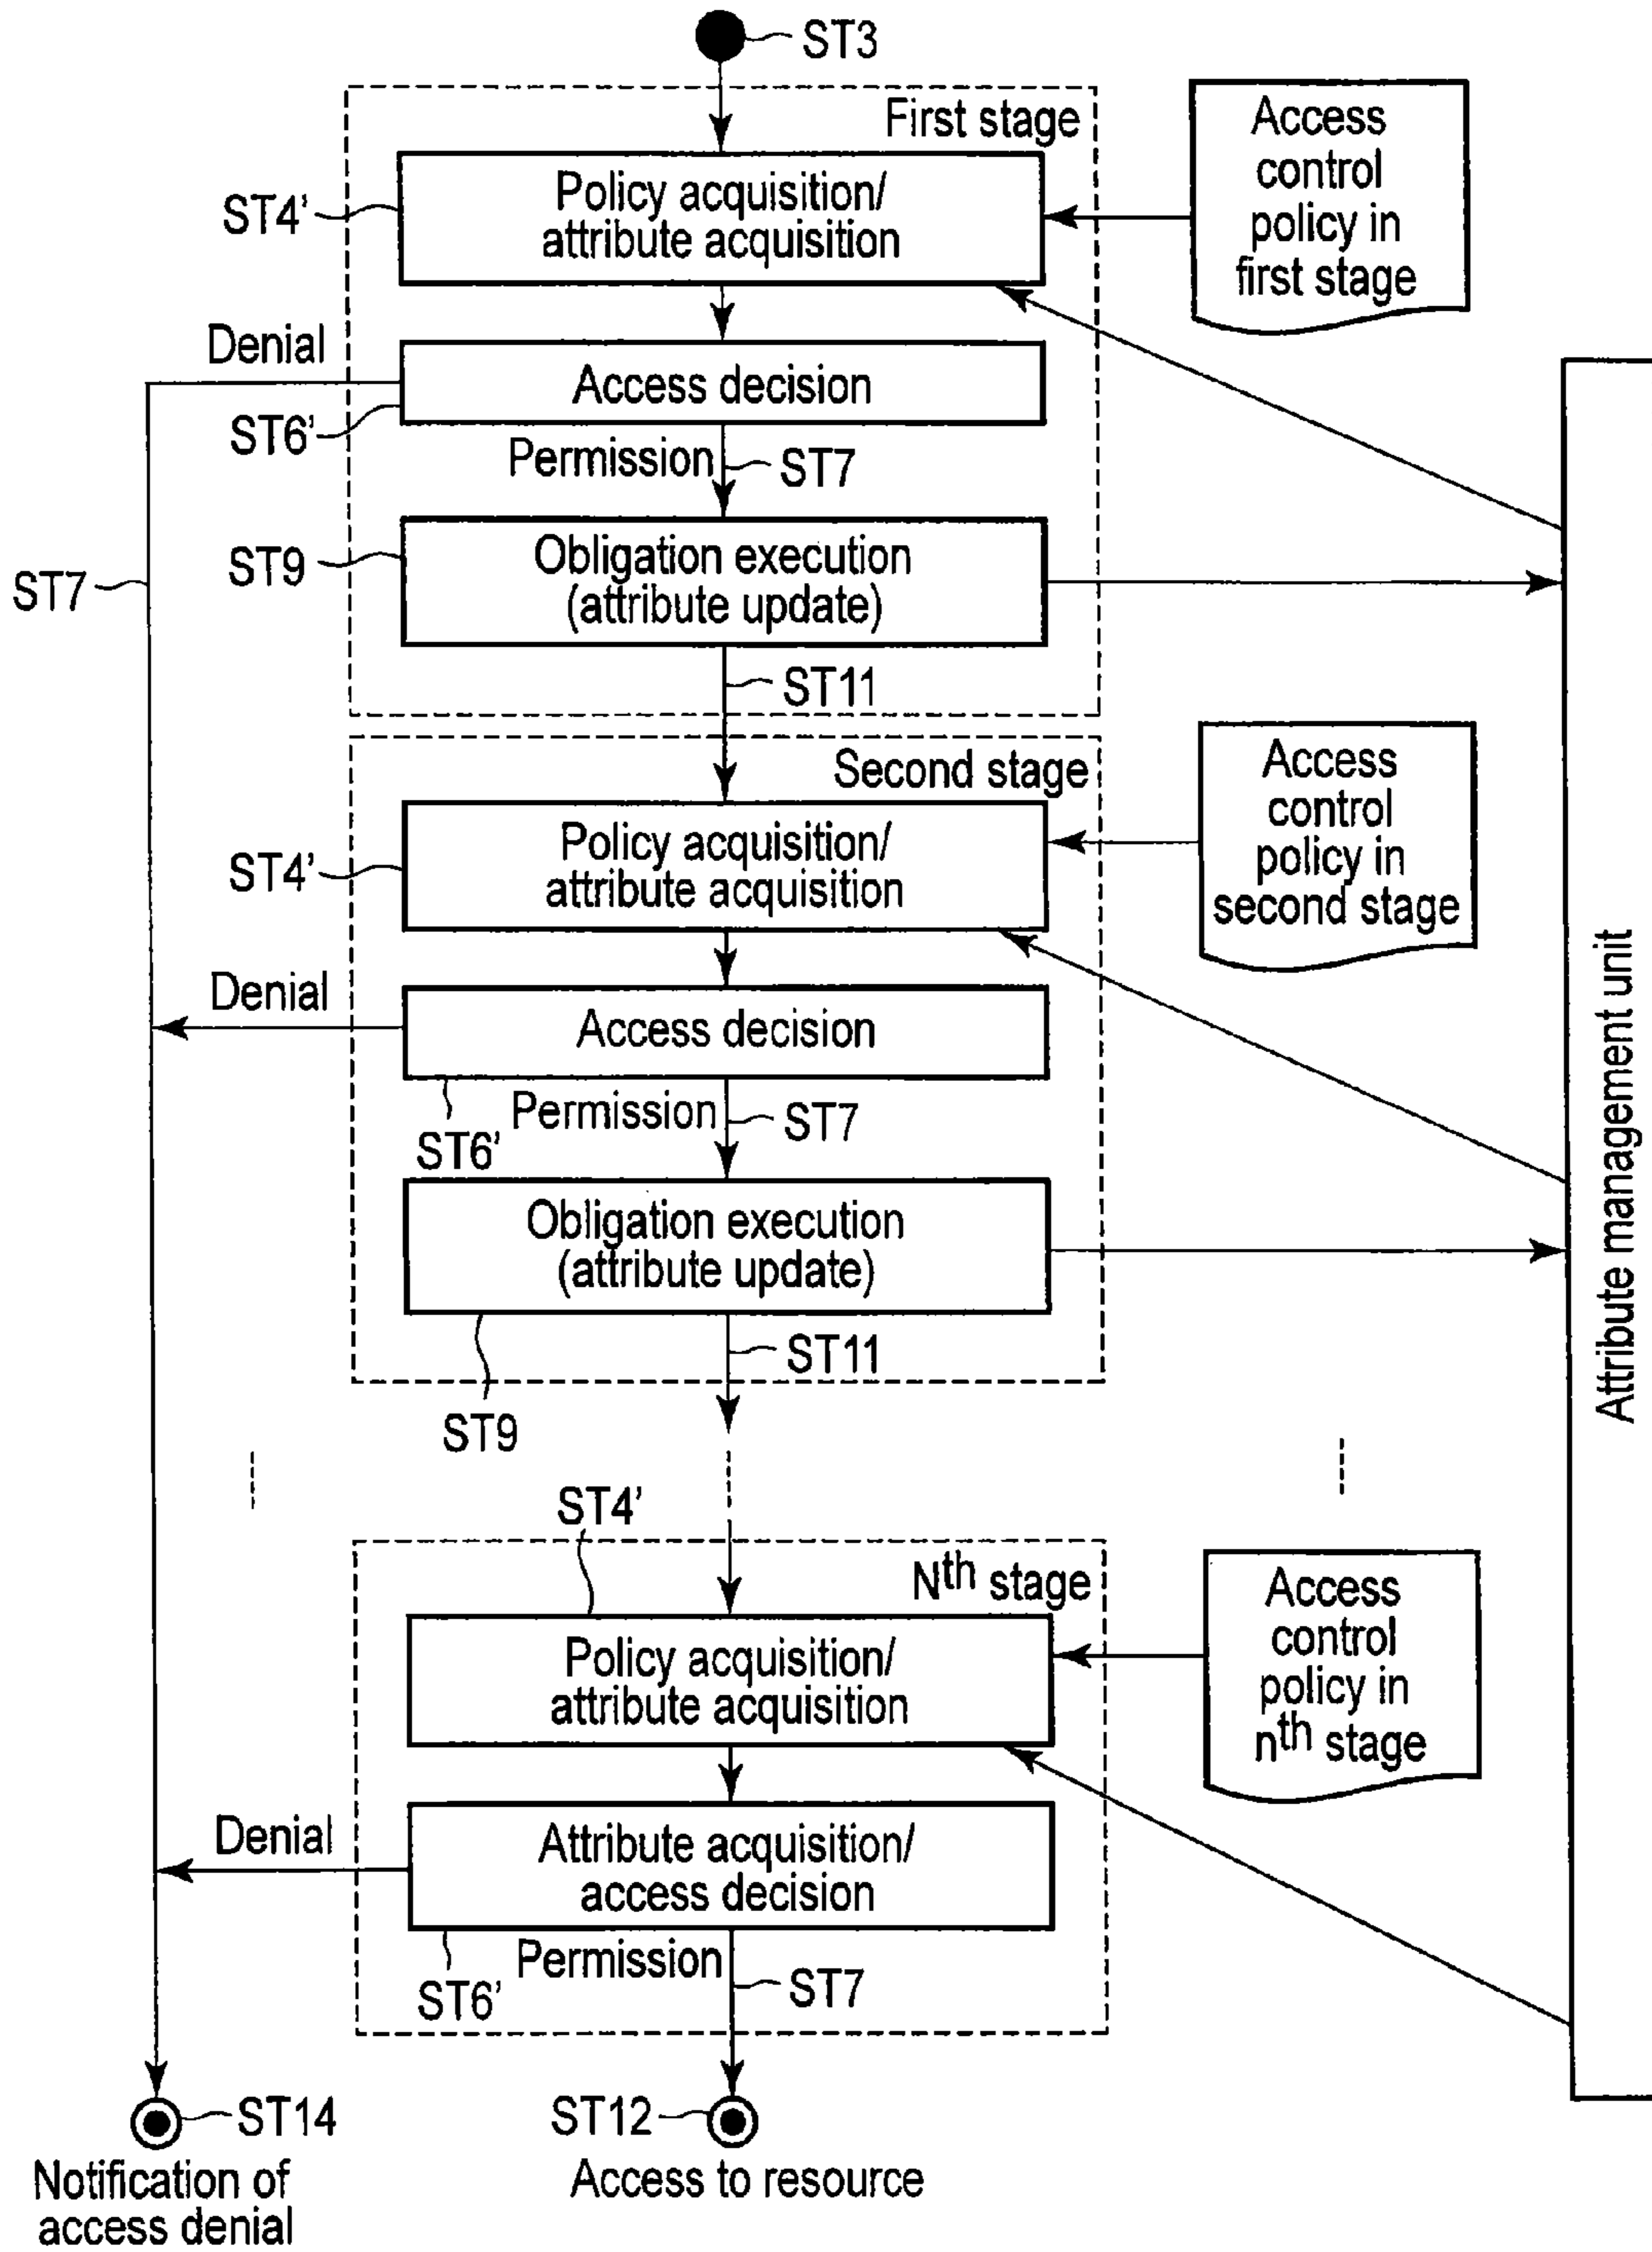 ST3
First stage
Access
control
policy in
first stage
Policy acquisition/
attribute acquisition
ST4'
Denial
Access decision
ST6'
Permission
ST7
ST7
ST9
Obligation execution
(attribute update)
ST11
Second stage
Access
control
policy in
second stage
Policy acquisition/
attribute acquisition
ST4'
Attribute management unit
Denial
Access decision
Permission
ST7
ST6'
Obligation execution
(attribute update)
ST11
ST9
ST4'
Nth stage
Access
control
policy in
nth stage
Policy acquisition/
attribute acquisition
Denial
Attribute acquisition/
access decision
Permission
ST7
ST6'
ST14
Notification of
access denial
ST12
Access to resource